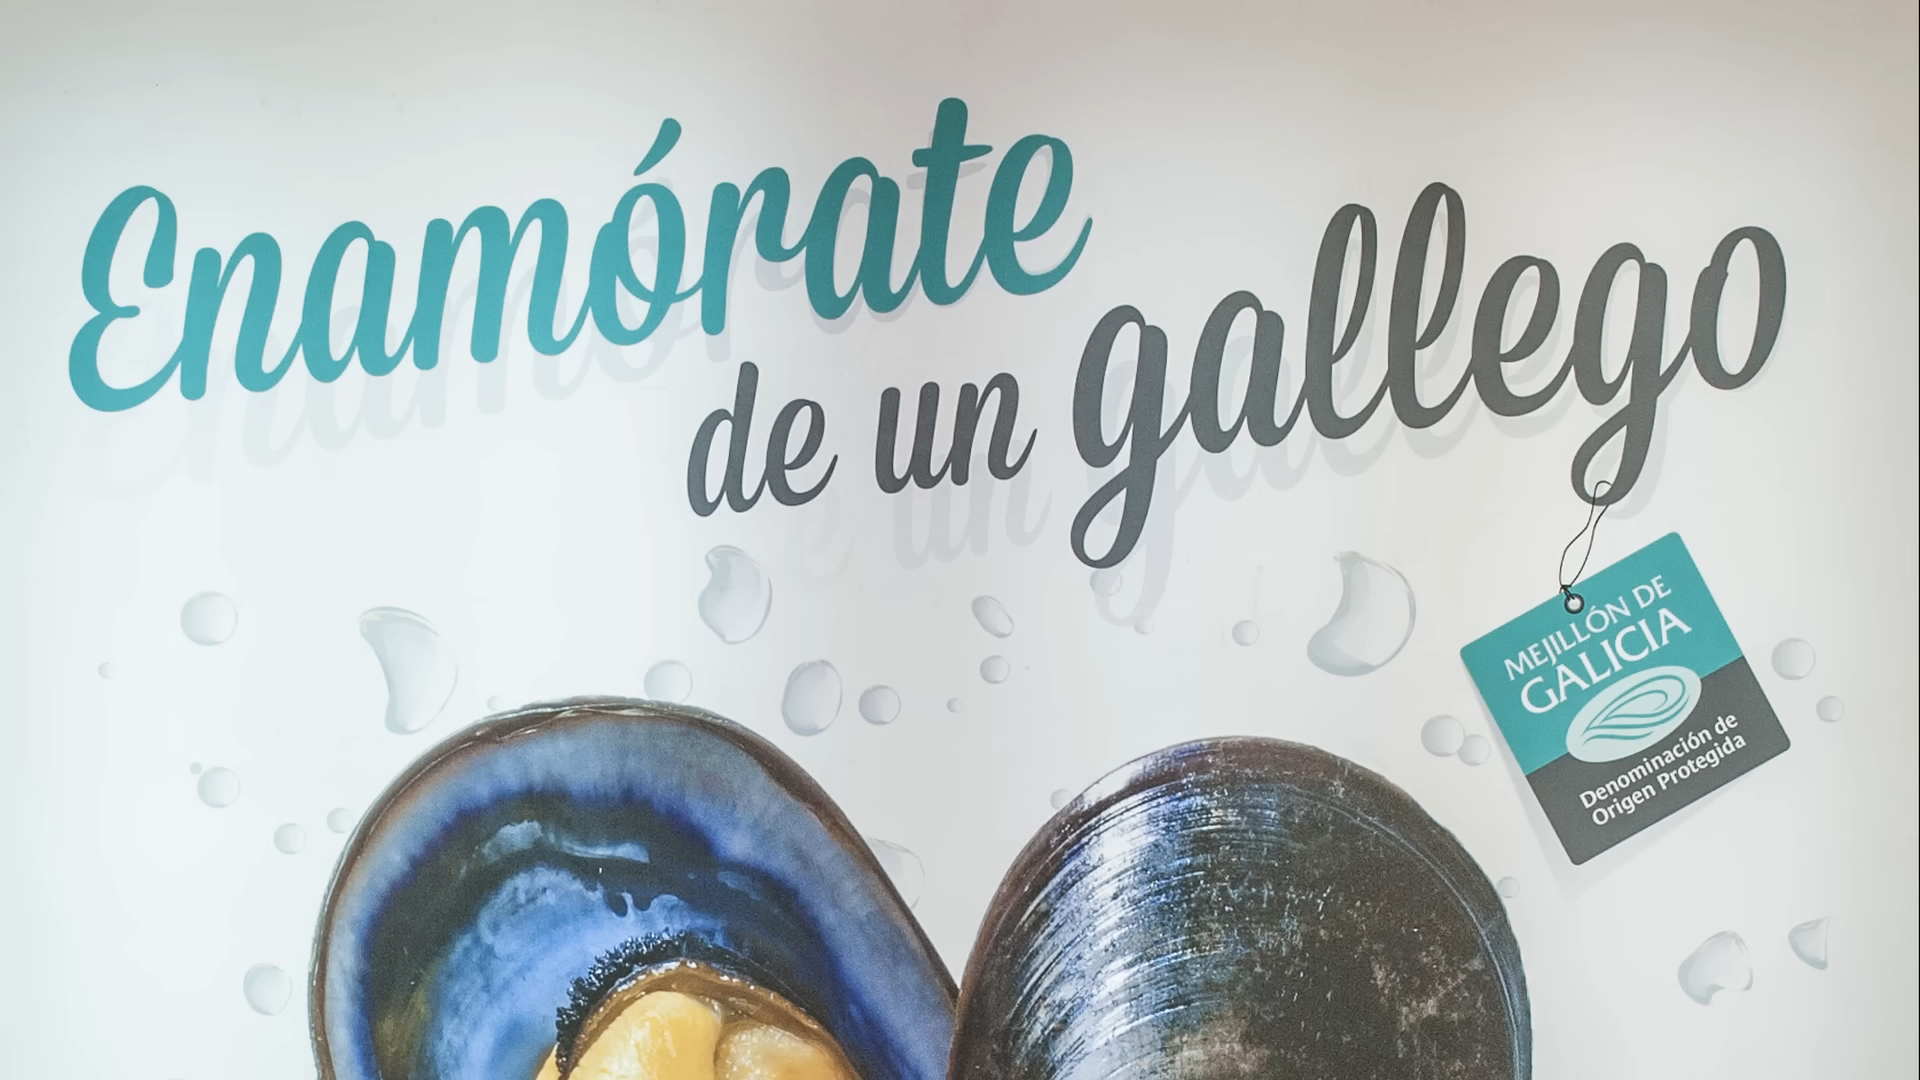 Enamórate
de un gallego
MEJILLÓN DE
GALICIA
Denominación de
Origen Protegida